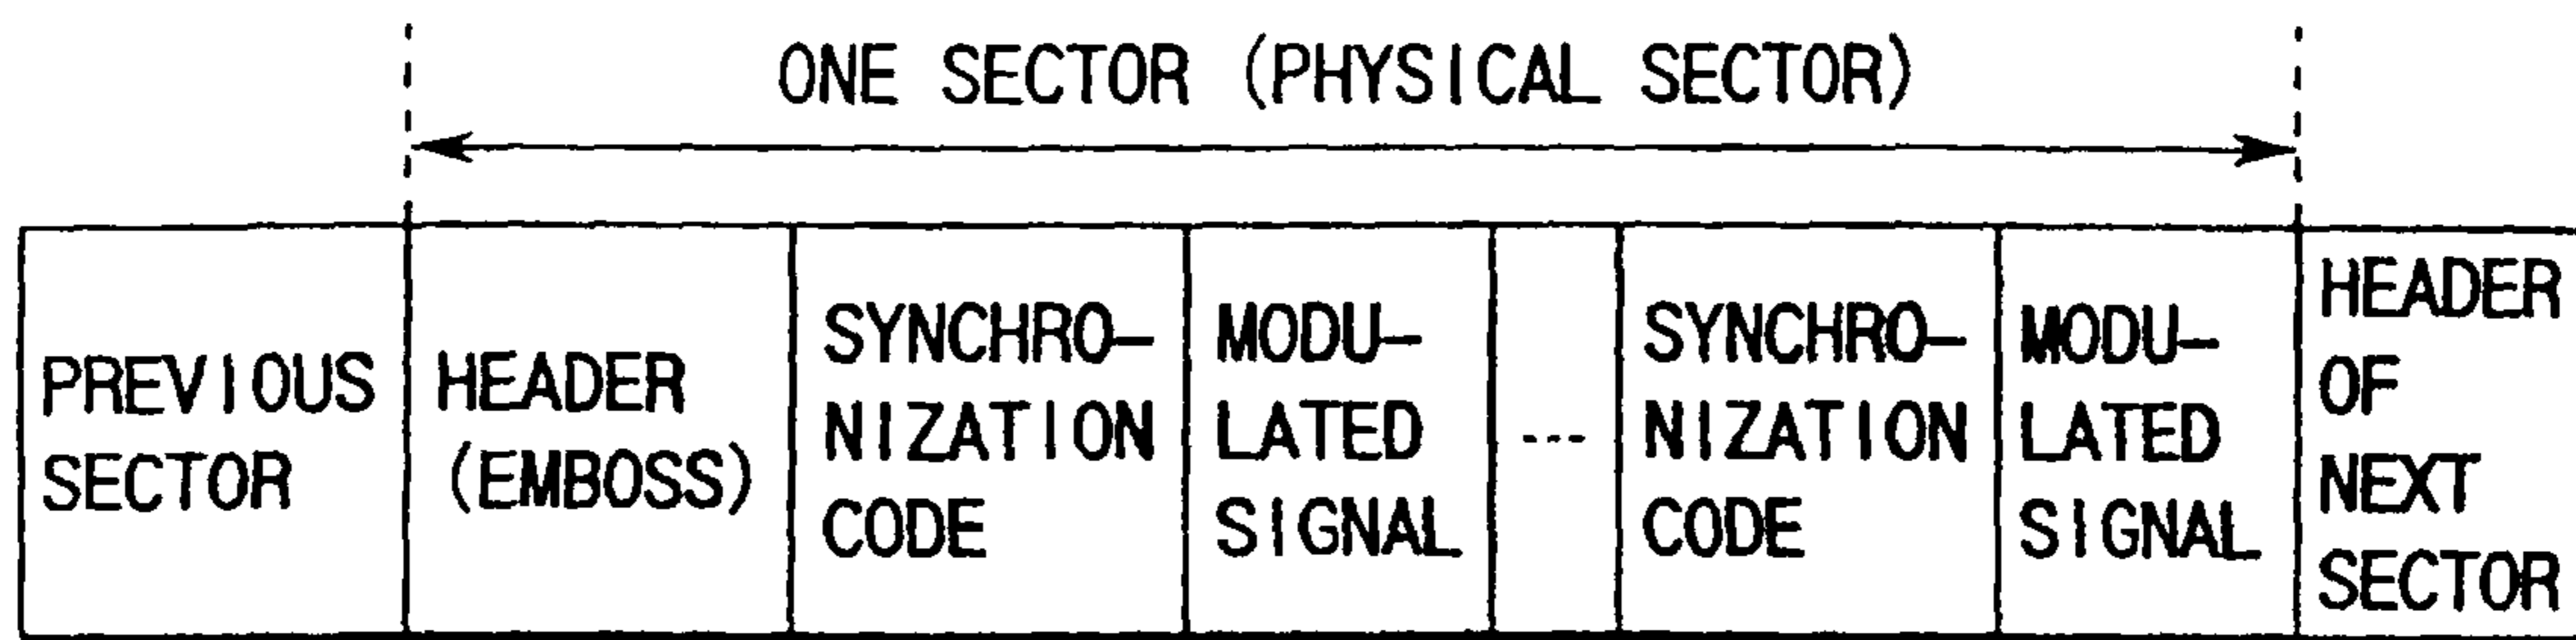 ONE SECTOR (PHYSICAL SECTOR)
PREVIOUS
SECTOR
HEADER
(EMBOSS)
SYNCHRO–
NIZATION
CODE
MODU–
LATED
SIGNAL
---
SYNCHRO–
NIZATION
CODE
MODU–
LATED
SIGNAL
HEADER
OF
NEXT
SECTOR